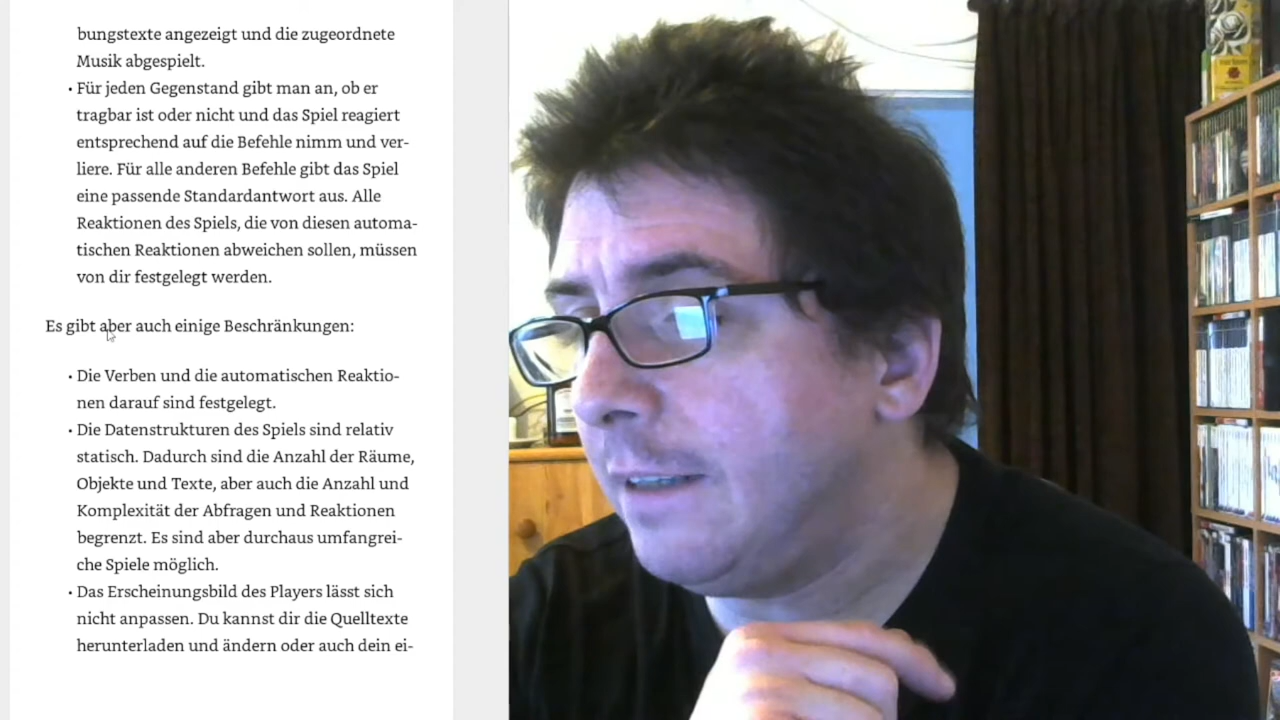 bungstexte angezeigt und die zugeordnete
Musik abgespielt.
• Für jeden Gegenstand gibt man an, ob er
tragbar ist oder nicht und das Spiel reagiert
entsprechend auf die Befehle nimm und ver-
liere. Für alle anderen Befehle gibt das Spiel
eine passende Standardantwort aus. Alle
Reaktionen des Spiels, die von diesen automa-
tischen Reaktionen abweichen sollen, müssen
von dir festgelegt werden.
Es gibt aber auch einige Beschränkungen:
• Die Verben und die automatischen Reaktio-
nen darauf sind festgelegt.
• Die Datenstrukturen des Spiels sind relativ
statisch. Dadurch sind die Anzahl der Räume,
Objekte und Texte, aber auch die Anzahl und
Komplexität der Abfragen und Reaktionen
begrenzt. Es sind aber durchaus umfangrei-
che Spiele möglich.
• Das Erscheinungsbild des Players lässt sich
nicht anpassen. Du kannst dir die Quelltexte
herunterladen und ändern oder auch dein ei-